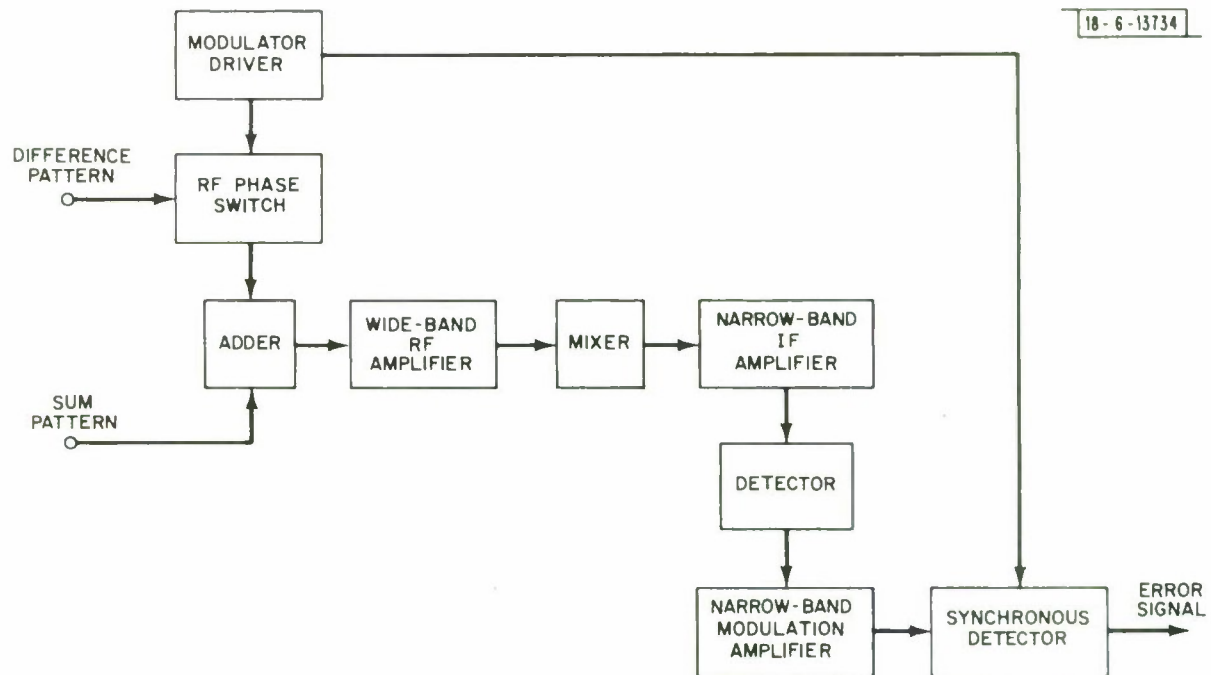 18-6-13734
MODULATOR
DRIVER
DIFFERENCE
PATTERN
RF PHASE
SWITCH
ADDER
WIDE-BAND
RF
AMPLIFIER
MIXER
NARROW-BAND
IF
AMPLIFIER
SUM
PATTERN
DETECTOR
NARROW-BAND
MODULATION
AMPLIFIER
SYNCHRONOUS
DETECTOR
ERROR
SIGNAL